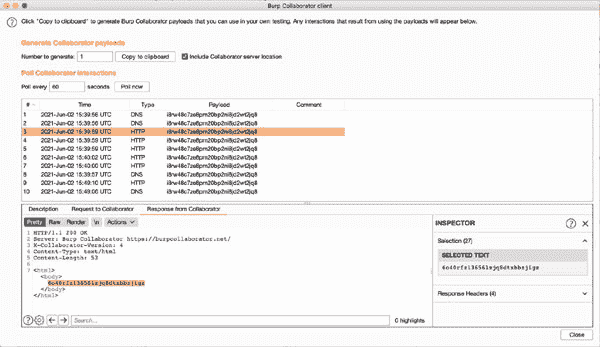 Burp Collaborator client
Click "Copy to clipboard" to generate Burp Collaborator payloads that you can use in your own testing. Any interactions that result from using the payloads will appear below.
Generate Collaborator payloads
Number to generate: 1 Copy to clipboard Include Collaborator server location
Poll Collaborator interactions
Poll every 60 seconds Poll now
# Time Type Payload Comment
1 2021-Jun-02 15:39:56 UTC DNS
2 2021-Jun-02 15:39:56 UTC DNS
3 2021-Jun-02 15:39:59 UTC HTTP
4 2021-Jun-02 15:39:59 UTC HTTP
5 2021-Jun-02 15:39:59 UTC HTTP
6 2021-Jun-02 15:40:02 UTC HTTP
7 2021-Jun-02 15:40:00 UTC HTTP
8 2021-Jun-02 15:39:57 UTC DNS
9 2021-Jun-02 15:49:10 UTC HTTP
10 2021-Jun-02 15:49:06 UTC DNS
Description Request to Collaborator Response from Collaborator
Pretty Raw Render \n Actions
1 HTTP/1.1 200 OK
2 Server: Burp Collaborator https://burpcollaborator.net/
3 X-Collaborator-Version: 4
4 Content-Type: text/html
5 Content-Length: 53
6
7 <html>
<body>
</body>
</html>
INSPECTOR
Selection (27)
SELECTED TEXT
Response Headers (4)
Search...
0 highlights
Close